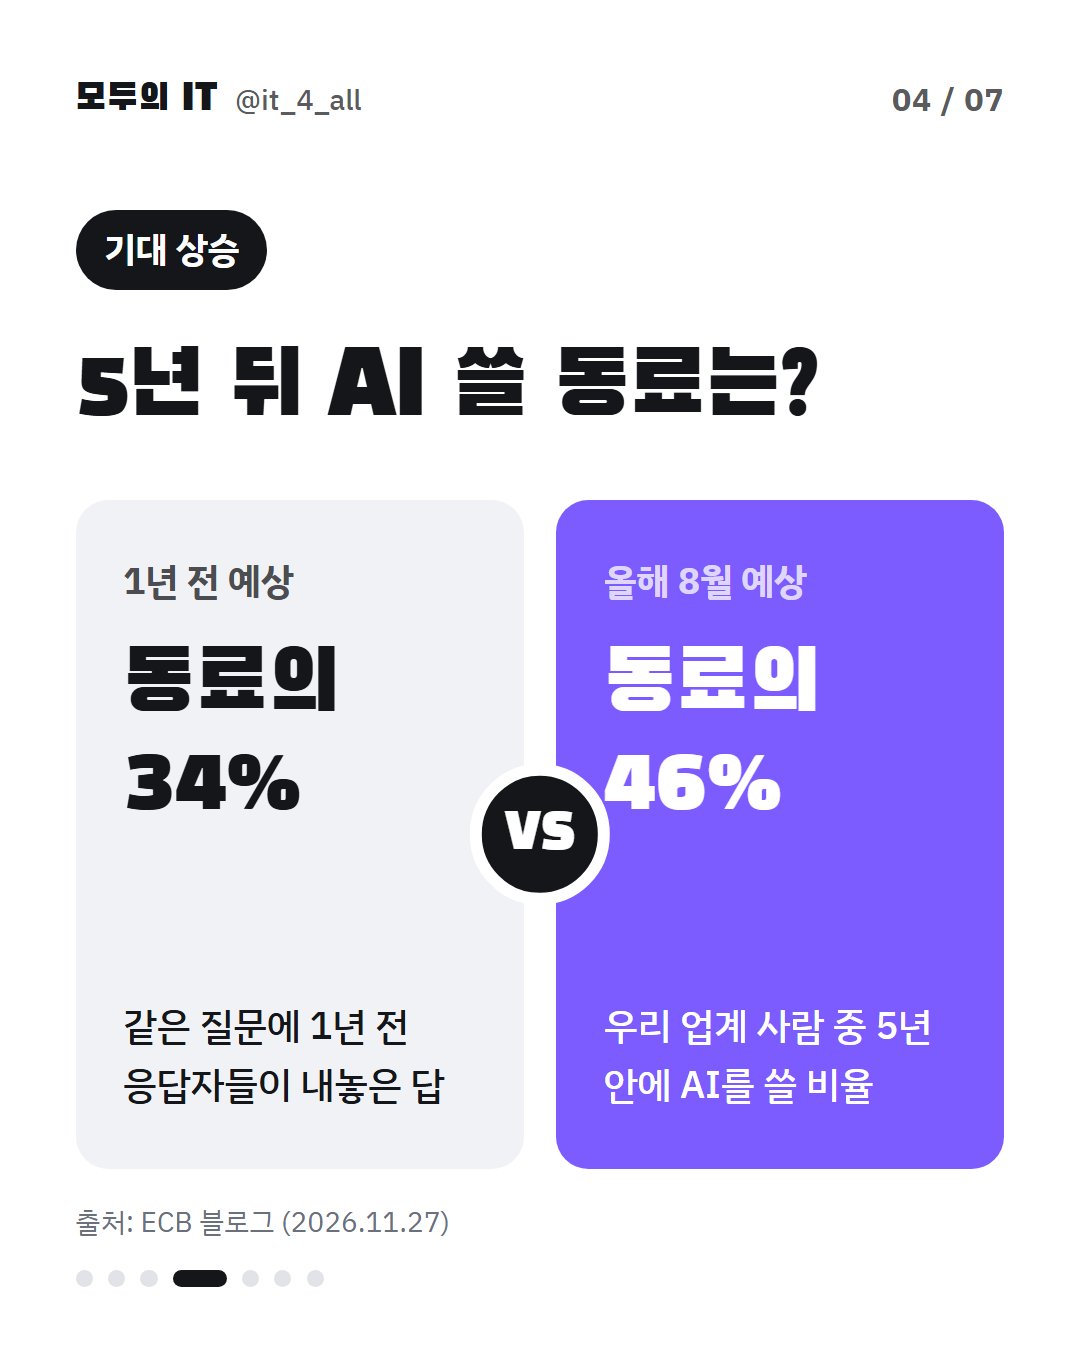 모두의 IT @it_4_all
04 / 07
기대 상승
5년 뒤 AI 쓸 동료는?
1년 전 예상
동료의
34%
같은 질문에 1년 전
응답자들이 내놓은 답
VS
올해 8월 예상
동료의
46%
우리 업계 사람 중 5년
안에 AI를 쓸 비율
출처: ECB 블로그 (2026.11.27)